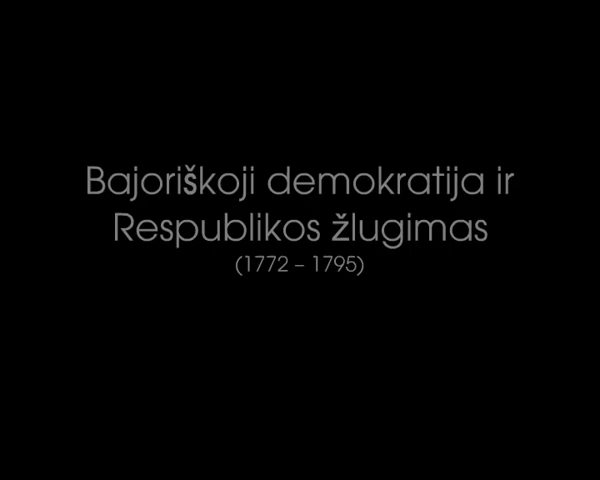 Bajoriškoji demokratija ir
Respublikos žlugimas
(1772 – 1795)